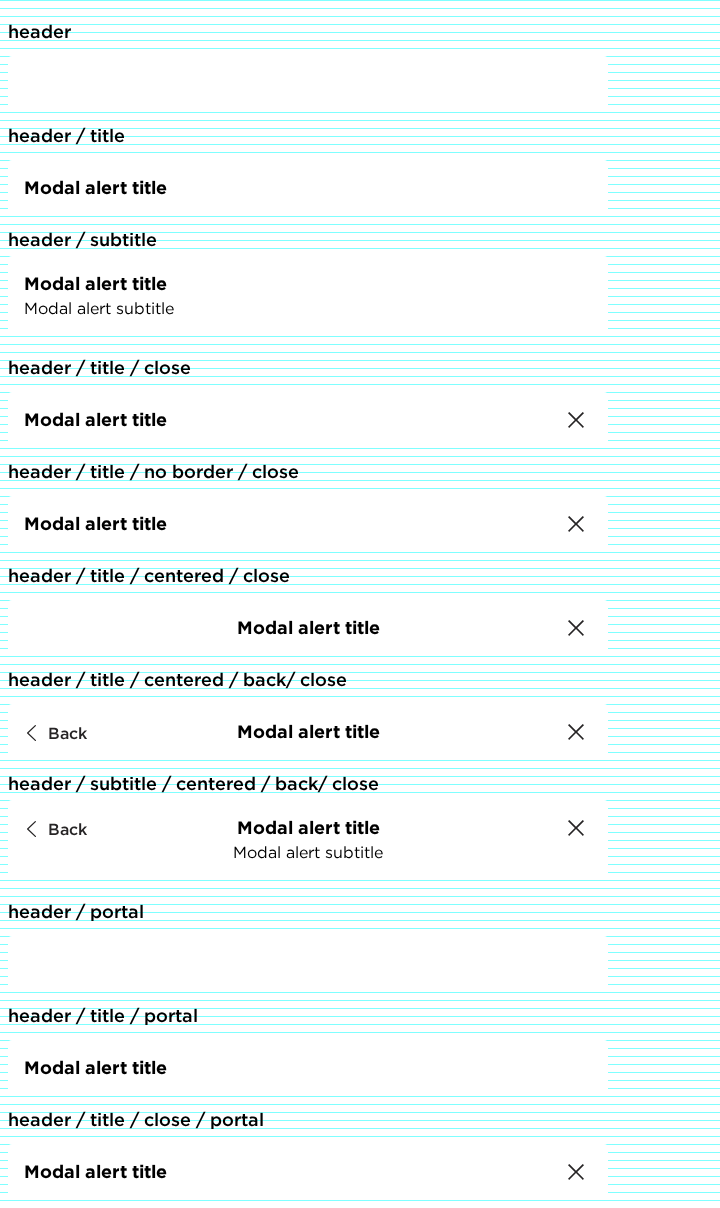 header
header / title
Modal alert title
header / subtitle
Modal alert title
Modal alert subtitle
header / title / close
Modal alert title
header / title / no border / close
Modal alert title
header / title / centered / close
Modal alert title
header / title / centered / back/ close
Back Modal alert title
header / subtitle / centered / back/ close
Back Modal alert title
Modal alert subtitle
header / portal
header / title / portal
Modal alert title
header / title / close / portal
Modal alert title